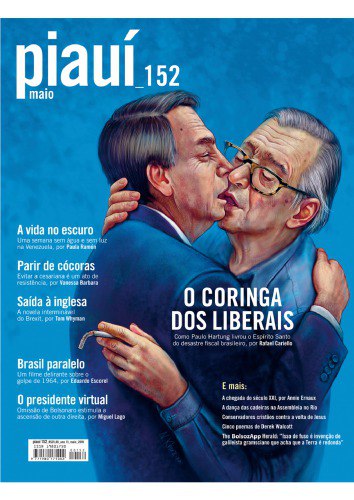 piauí_152
maio
A vida no escuro
Uma semana sem água e sem luz
na Venezuela, por Paula Ramón
Parir de cócoras
Evitar a cesariana é um ato de
resistência, por Vanessa Barbara
Saída à inglesa
A novela interminável
do Brexit, por Tom Whyman
Brasil paralelo
Um filme delirante sobre o
golpe de 1964, por Eduardo Escorel
O presidente virtual
Omissão de Bolsonaro estimula a
ascensão de outra direita, por Miguel Lago
O CORINGA
DOS LIBERAIS
Como Paulo Hartung livrou o Espírito Santo
do desastre fiscal brasileiro, por Rafael Cariello
E mais:
A chegada do século XXI, por Annie Ernaux
A dança das cadeiras na Assembleia no Rio
Conservadores cristãos contra a volta de Jesus
Cinco poemas de Derek Walcott
The Bolsozap Herald: "Isso de fuso é invenção do
galileísta gramsciano que acha que a Terra é redonda"